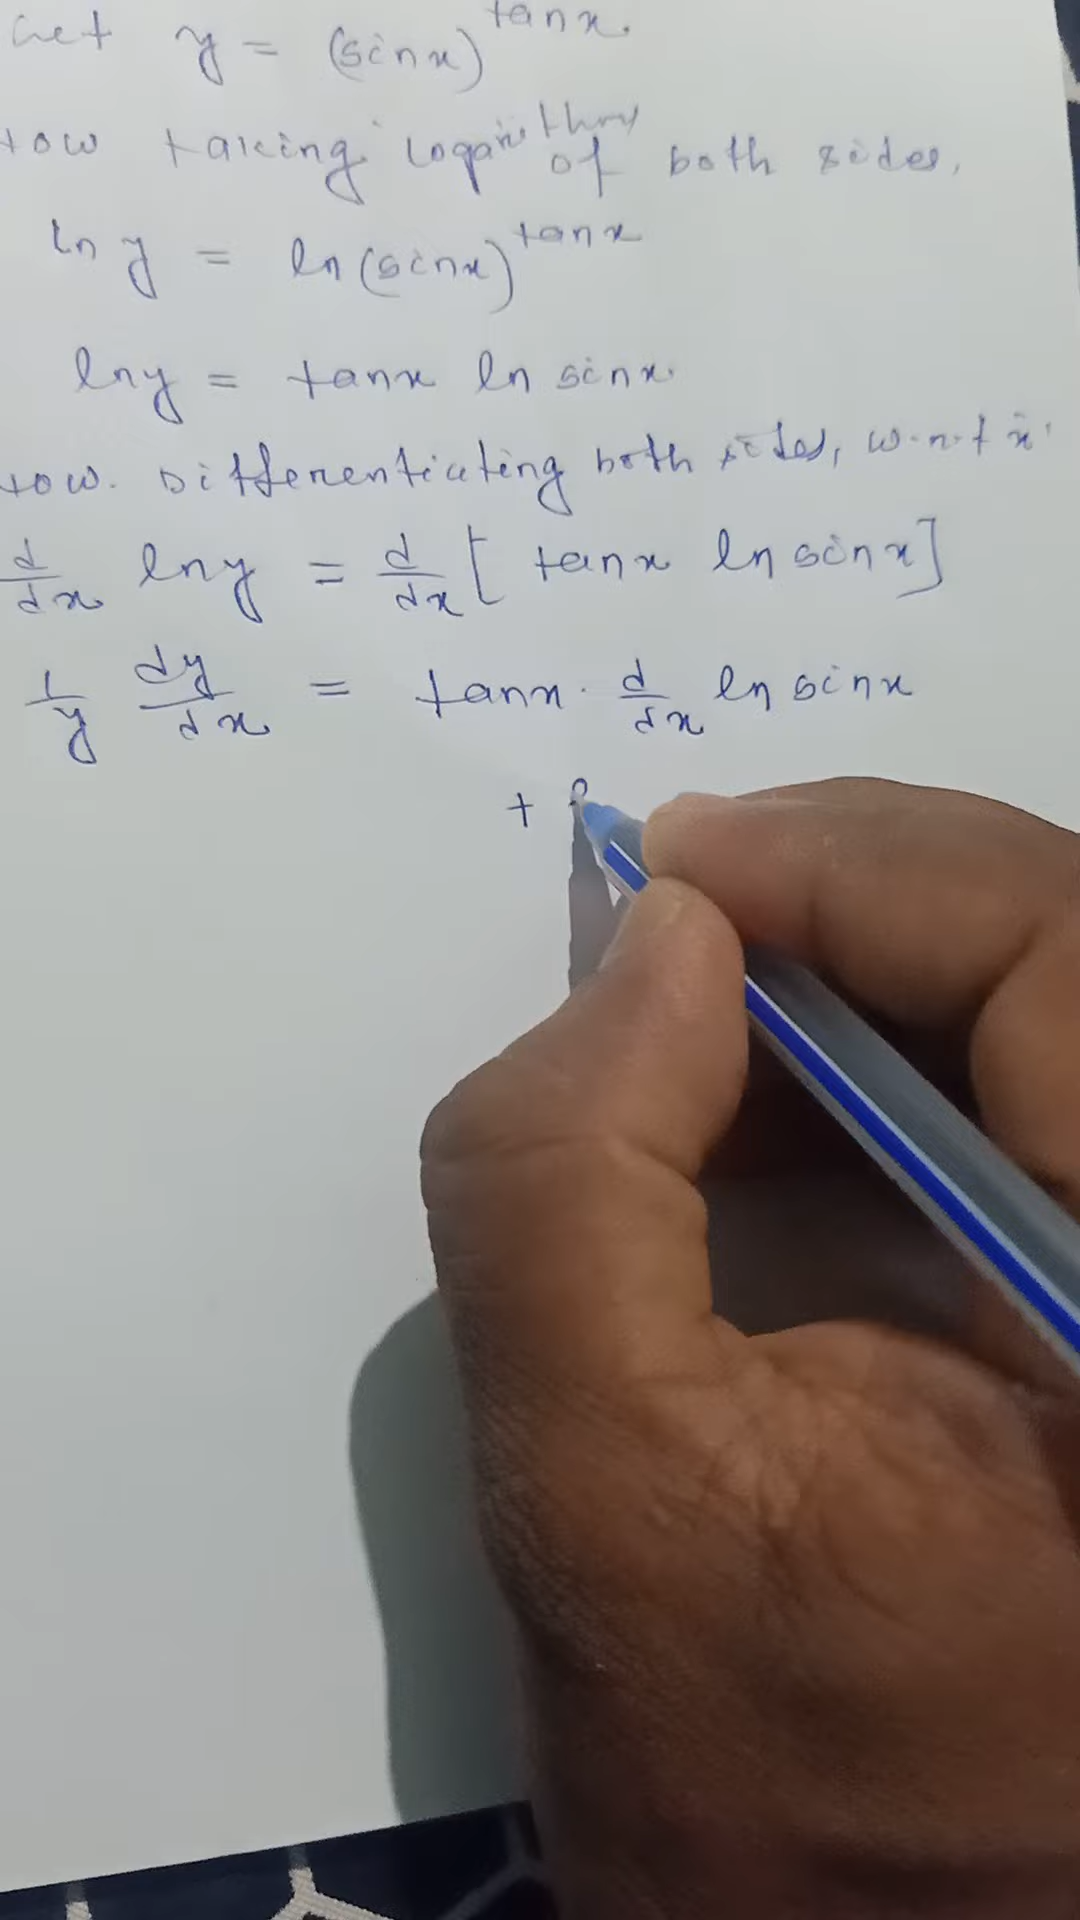 Let y = (sinx)^tanx.
Now taking logarithm of both sides,
ln y = ln(sinx)^tanx
lny = tanx ln sinx.
Now. Differentiating both sides, w.r.t x.
d/dx lny = d/dx [ tanx ln sinx ]
1/y dy/dx = tanx . d/dx ln sinx
+